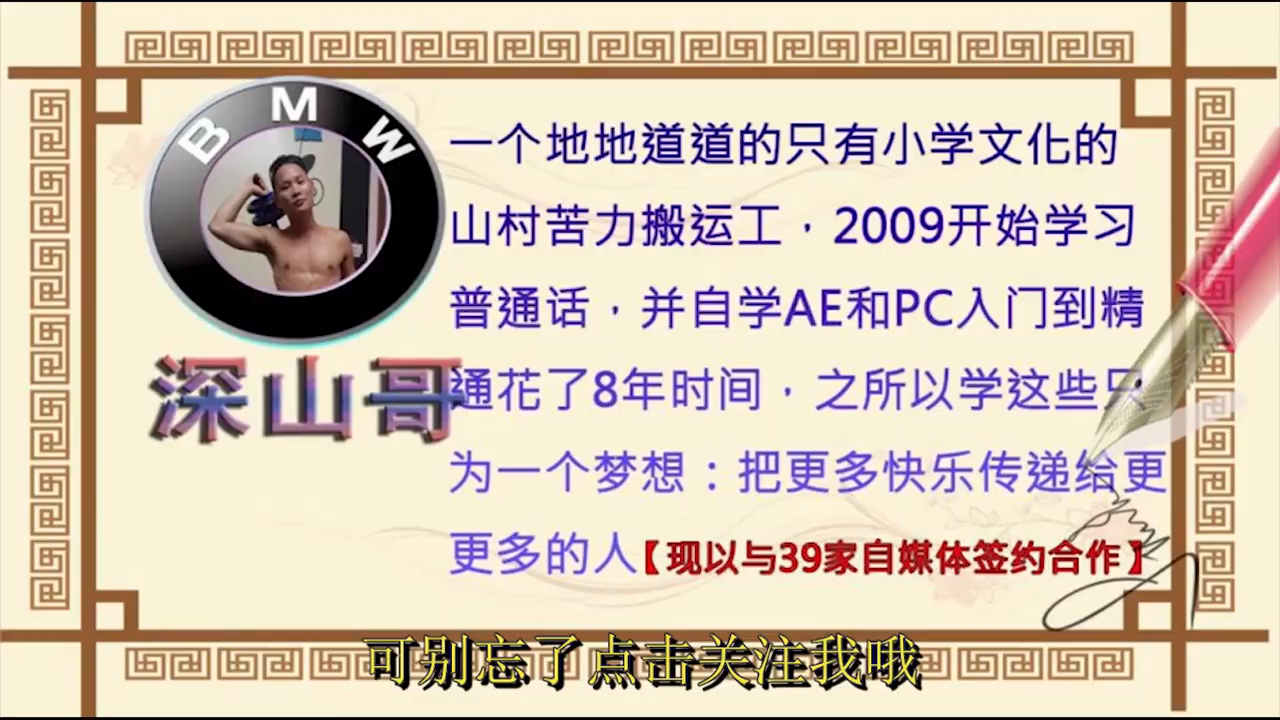 BMW
深山哥
一个地地道道的只有小学文化的
山村苦力搬运工，2009开始学习
普通话，并自学AE和PC入门到精
通花了8年时间，之所以学这些只
为一个梦想：把更多快乐传递给更
更多的人【现以与39家自媒体签约合作】
可别忘了点击关注我哦